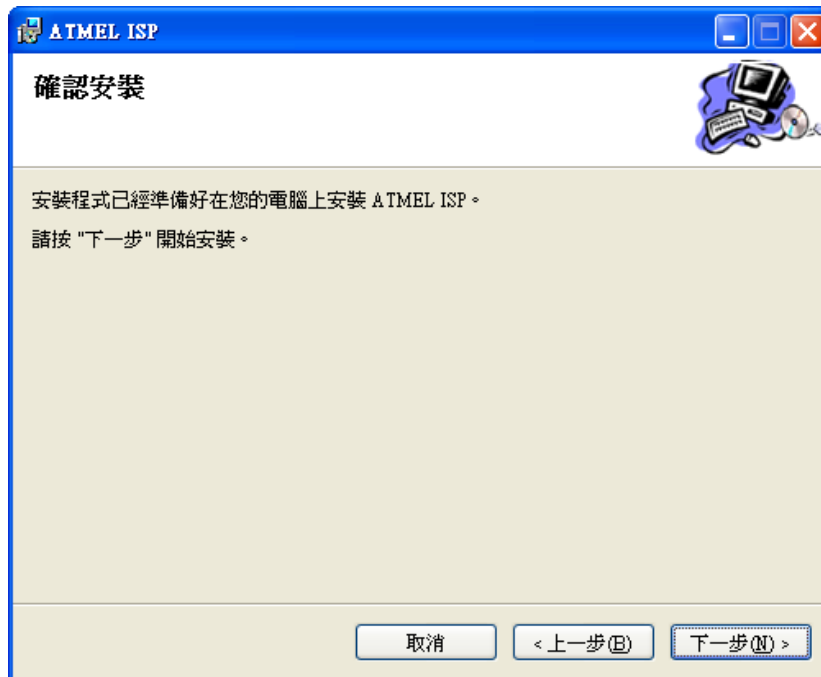 ATMEL ISP
確認安裝
安裝程式已經準備好在您的電腦上安裝 ATMEL ISP。
請按 "下一步" 開始安裝。
取消
<上一步(B)
下一步(N)>